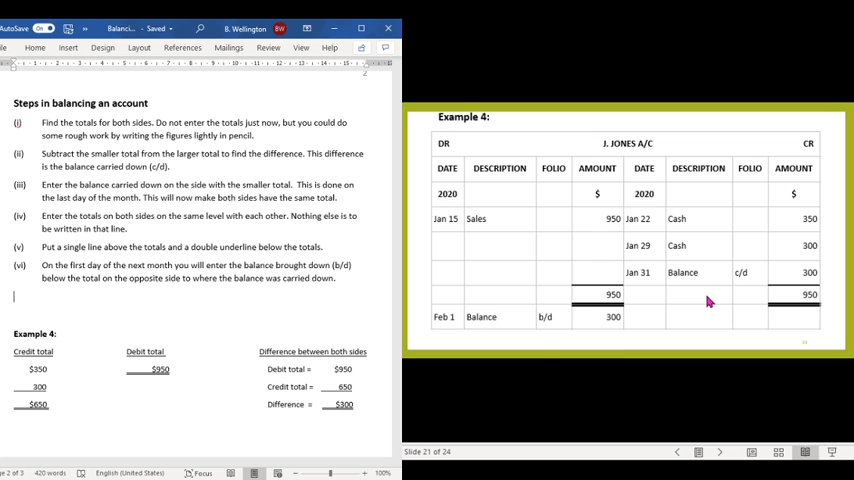 AutoSave On Balanci... Saved B. Wellington BW
Home Insert Design Layout References Mailings Review View Help
2
Steps in balancing an account
(i) Find the totals for both sides. Do not enter the totals just now, but you could do
some rough work by writing the figures lightly in pencil.
(ii) Subtract the smaller total from the larger total to find the difference. This difference
is the balance carried down (c/d).
(iii) Enter the balance carried down on the side with the smaller total. This is done on
the last day of the month. This will now make both sides have the same total.
(iv) Enter the totals on both sides on the same level with each other. Nothing else is to
be written in that line.
(v) Put a single line above the totals and a double underline below the totals.
(vi) On the first day of the next month you will enter the balance brought down (b/d)
below the total on the opposite side to where the balance was carried down.
Example 4:
Credit total Debit total Difference between both sides
$350 $950 Debit total = $950
300 Credit total = 650
$650 Difference = $300
ge 2 of 3 420 words English (United States) Focus 100%
Example 4:
DR J. JONES A/C CR
DATE DESCRIPTION FOLIO AMOUNT DATE DESCRIPTION FOLIO AMOUNT
2020 $ 2020 $
Jan 15 Sales 950 Jan 22 Cash 350
Jan 29 Cash 300
Jan 31 Balance c/d 300
950 950
Feb 1 Balance b/d 300
Slide 21 of 24